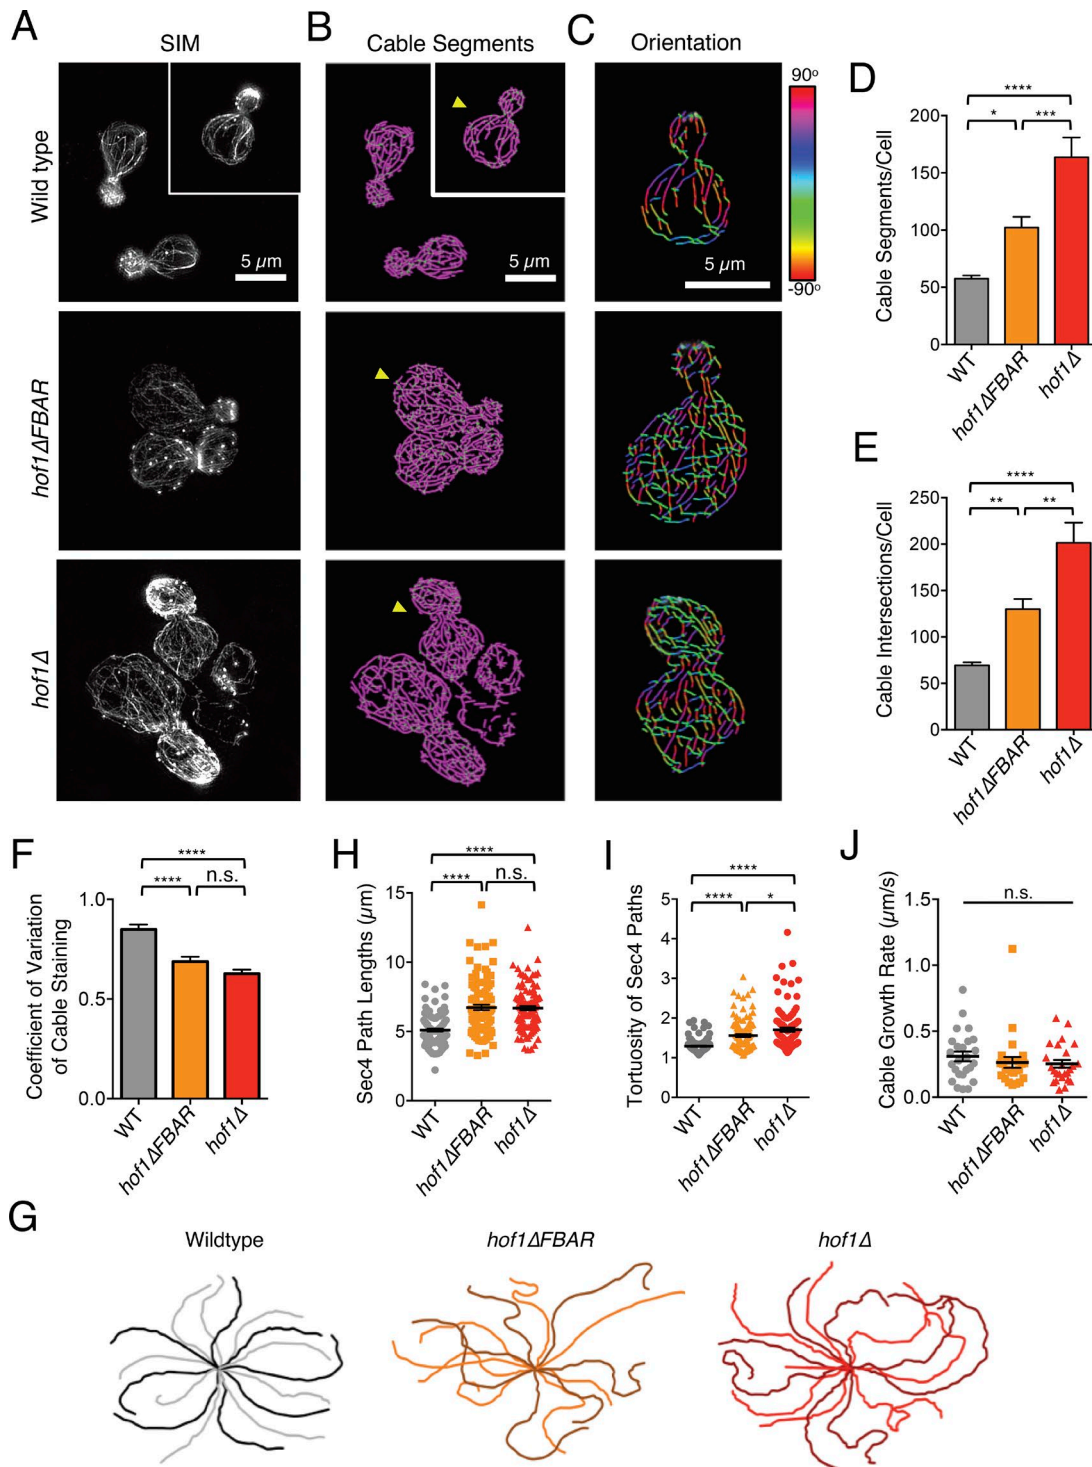 A
SIM
B
Cable Segments
C
Orientation
Wild type
5 µm
5 µm
5 µm
90º
-90º
hof1ΔFBAR
hof1Δ
D
Cable Segments/Cell
200
150
100
50
0
****
*
***
WT
hof1ΔFBAR
hof1Δ
E
Cable Intersections/Cell
250
200
150
100
50
0
****
**
**
WT
hof1ΔFBAR
hof1Δ
F
Coefficient of Variation
of Cable Staining
1.0
0.5
0.0
****
****
n.s.
WT
hof1ΔFBAR
hof1Δ
H
Sec4 Path Lengths (µm)
15
10
5
0
****
****
n.s.
WT
hof1ΔFBAR
hof1Δ
I
Tortuosity of Sec4 Paths
5
4
3
2
1
0
****
****
*
WT
hof1ΔFBAR
hof1Δ
J
Cable Growth Rate (µm/s)
1.5
1.0
0.5
0.0
n.s.
WT
hof1ΔFBAR
hof1Δ
G
Wildtype
hof1ΔFBAR
hof1Δ